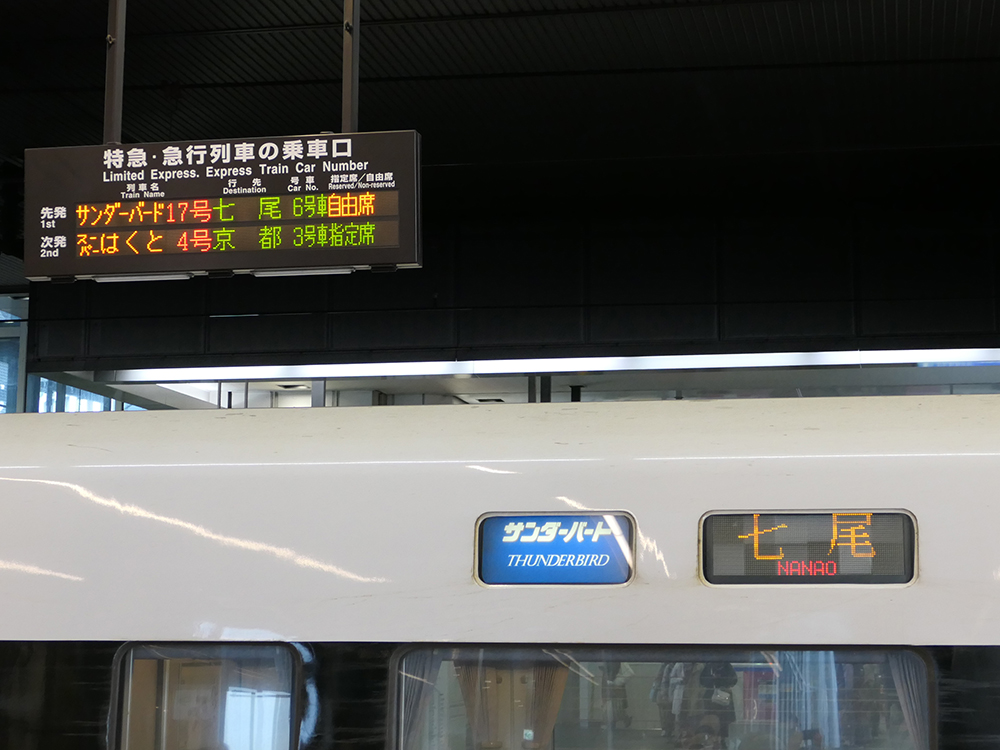 特急・急行列車の乗車口
Limited Express. Express Train Car Number
列車名 行先 号車 指定席/自由席
Train Name Destination Car No. Reserved/Non-reserved
先発 サンダーバード17号 七尾 6号車 自由席
1st
次発 スーパーはくと 4号 京都 3号車 指定席
2nd
サンダーバード
THUNDERBIRD
七尾
NANAO